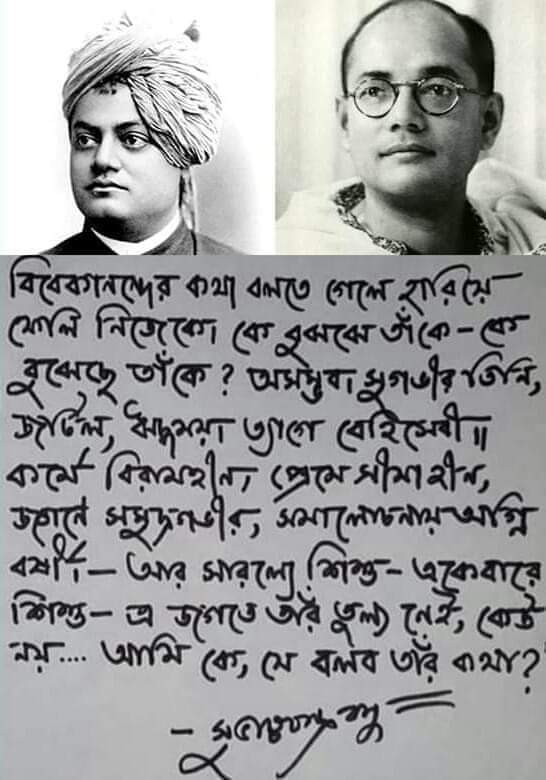 বিবেকানন্দের কথা বলতে গেলে হারিয়ে
ফেলি নিজেকে। কে বুঝবে তাঁকে - কে
বুঝেছে তাঁকে ? অসম্ভব। সুগভীর তিনি,
জটিল, ঋদ্ধময়। ত্যাগে বেহিসেবী॥
কর্মে বিরামহীন, প্রেমে সীমাহীন,
জ্ঞানে সমুদ্রগভীর, সমালোচনায় অগ্নি
বর্ষী। - আর সারল্যে শিশু - একেবারে
শিশু - এ জগতে তাঁর তুল্য নেই, কেউ
নয় .... আমি কে, যে বলব তাঁর কথা?
- সুভাষচন্দ্র বসু